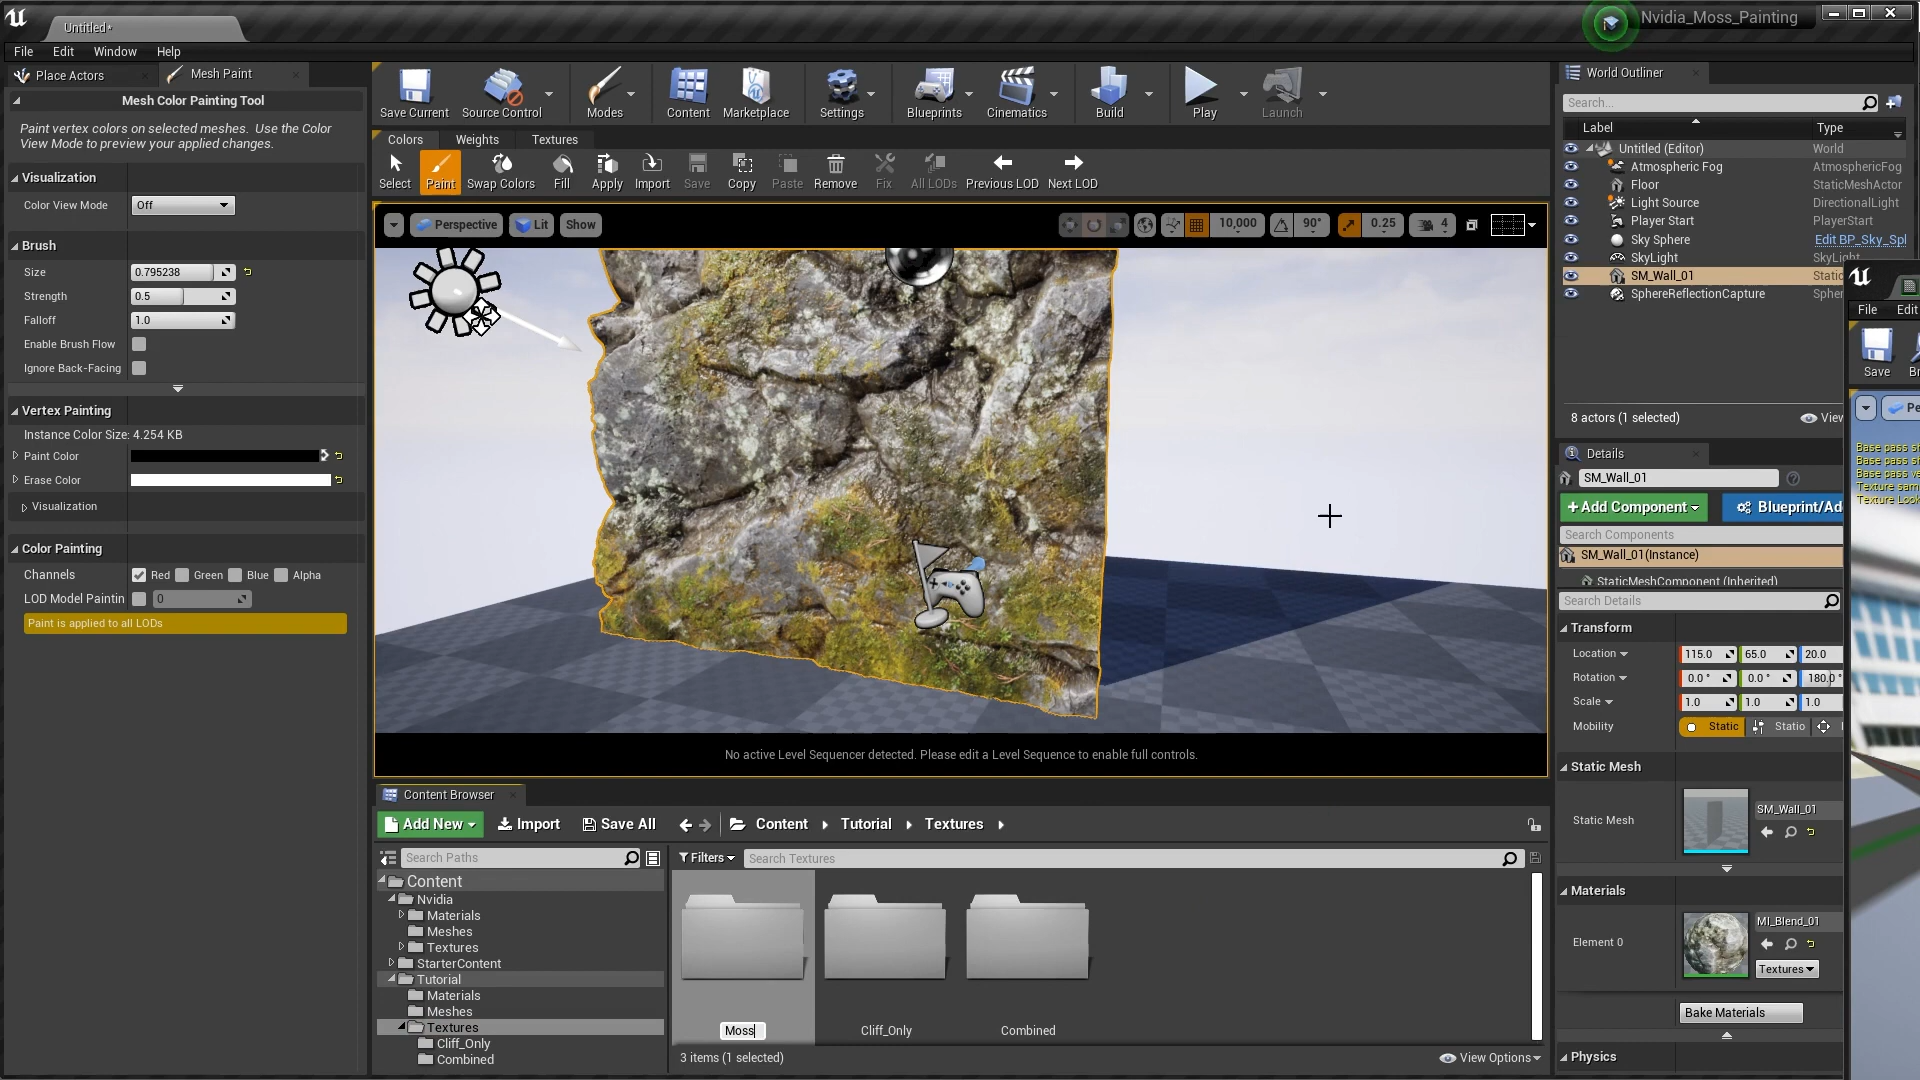 Untitled*
Nvidia_Moss_Painting
File Edit Window Help
Place Actors
Mesh Paint
Mesh Color Painting Tool
Paint vertex colors on selected meshes. Use the Color
View Mode to preview your applied changes.
Visualization
Color View Mode Off
Brush
Size 0.795238
Strength 0.5
Falloff 1.0
Enable Brush Flow
Ignore Back-Facing
Vertex Painting
Instance Color Size: 4.254 KB
Paint Color
Erase Color
Visualization
Color Painting
Channels Red Green Blue Alpha
LOD Model Paintin 0
Paint is applied to all LODs
Save Current Source Control Modes Content Marketplace Settings Blueprints Cinematics Build Play Launch
Colors Weights Textures
Select Paint Swap Colors Fill Apply Import Save Copy Paste Remove Fix All LODs Previous LOD Next LOD
Perspective Lit Show 10,000 90° 0.25 4
No active Level Sequencer detected. Please edit a Level Sequence to enable full controls.
Content Browser
Add New Import Save All Content Tutorial Textures
Search Paths
Filters Search Textures
Content
Nvidia
Materials
Meshes
Textures
StarterContent
Tutorial
Materials
Meshes
Textures
Cliff_Only
Combined
Moss Cliff_Only Combined
3 items (1 selected)
View Options
World Outliner
Search...
Label Type
Untitled (Editor) World
Atmospheric Fog AtmosphericFog
Floor StaticMeshActor
Light Source DirectionalLight
Player Start PlayerStart
Sky Sphere Edit BP_Sky_Spl
SkyLight SkyLight
SM_Wall_01 Static
SphereReflectionCapture Spher
8 actors (1 selected)
View
Details
SM_Wall_01
Add Component Blueprint/Ad
Search Components
SM_Wall_01(Instance)
StaticMeshComponent (Inherited)
Search Details
Transform
Location 115.0 65.0 20.0
Rotation 0.0 ° 0.0 ° 180.0 °
Scale 1.0 1.0 1.0
Mobility Static Statio
Static Mesh
Static Mesh SM_Wall_01
Materials
Element 0 MI_Blend_01
Textures
Bake Materials
Physics
File Edit
Save Br
Pe
Base pass sh
Base pass sh
Base pass ve
Texture sam
Texture Look